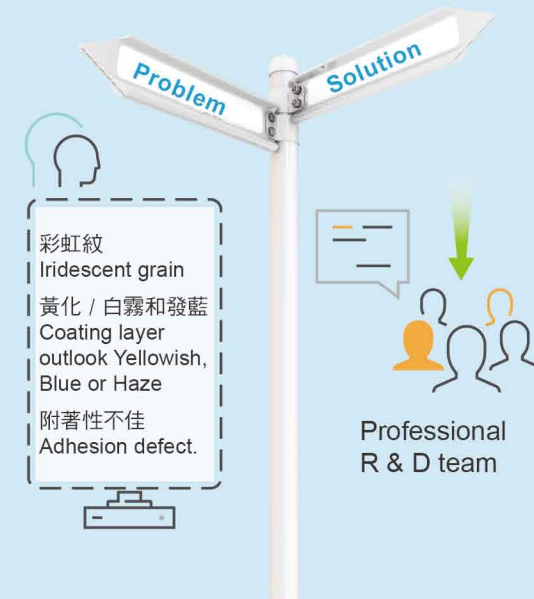 Problem
Solution
彩虹紋
Iridescent grain
黃化 / 白霧和發藍
Coating layer
outlook Yellowish,
Blue or Haze
附著性不佳
Adhesion defect.
Professional
R & D team